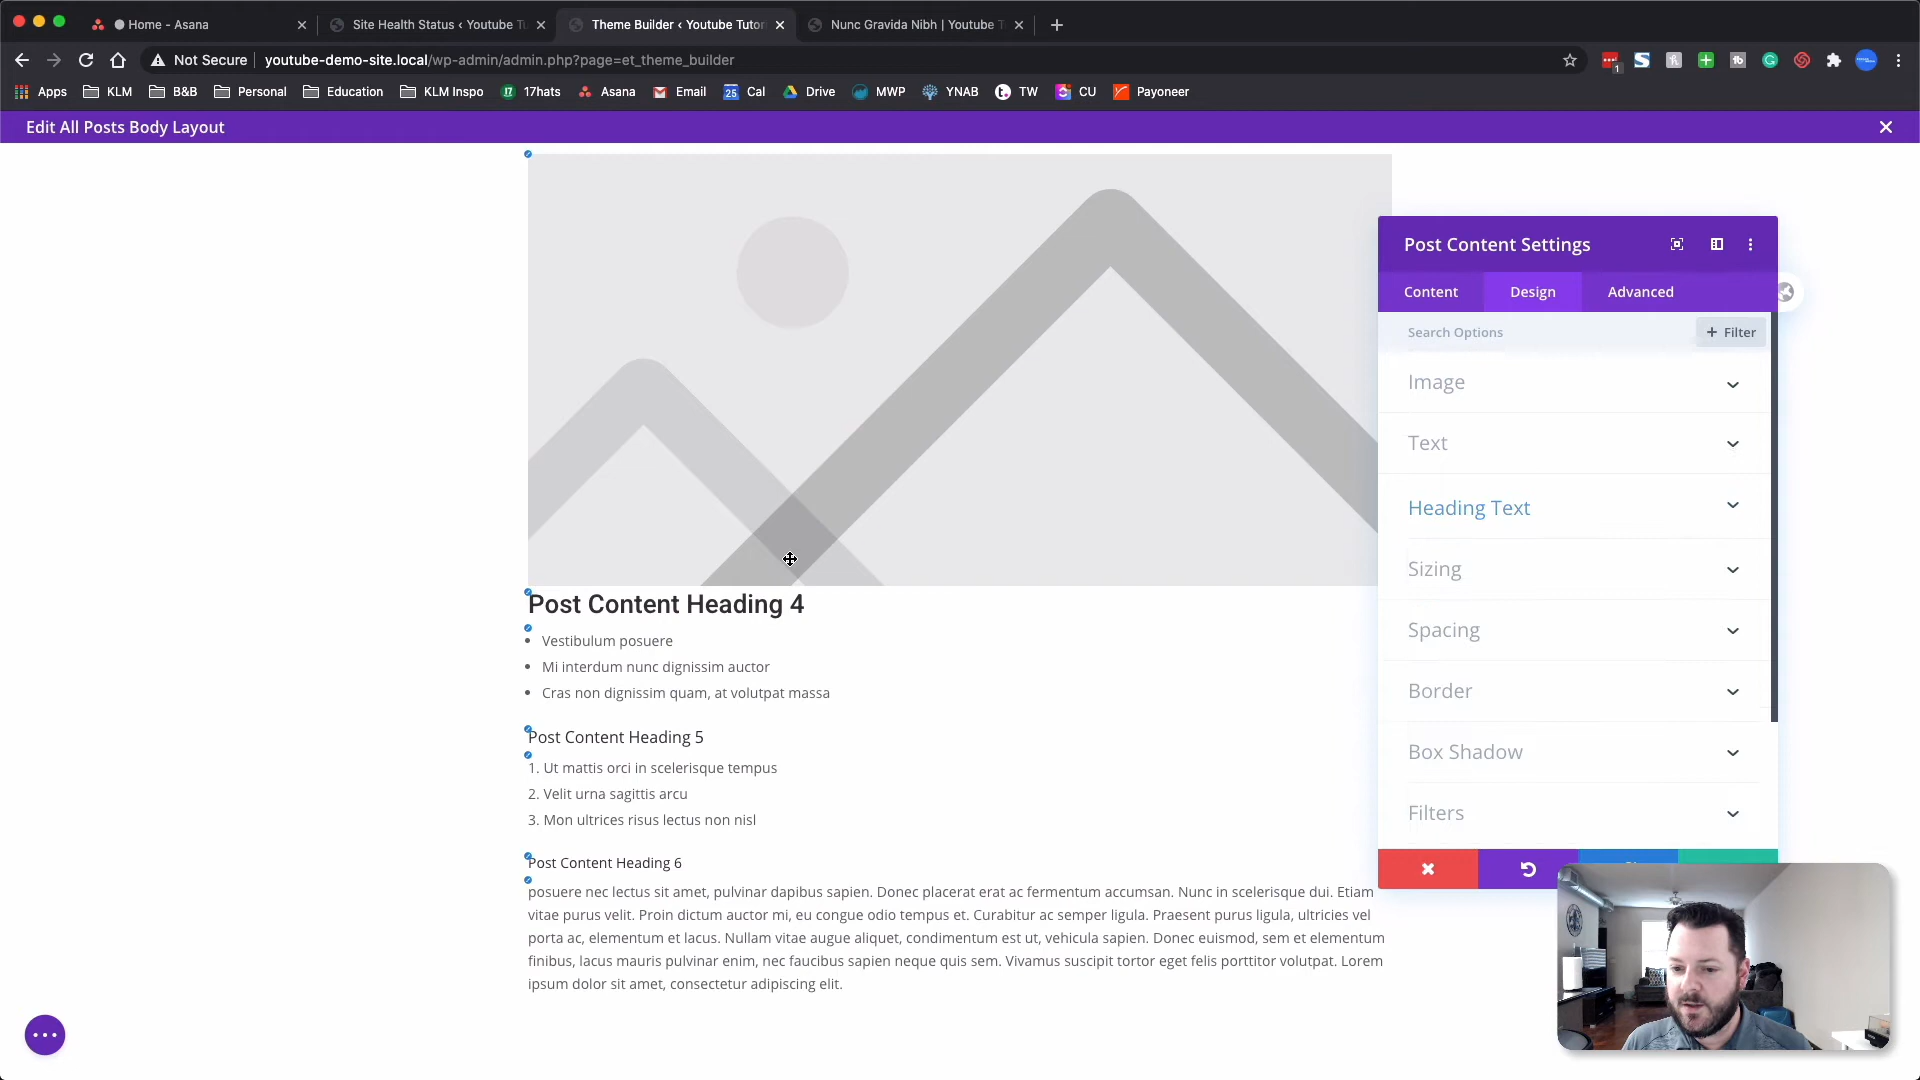 Home - Asana
Site Health Status ‹ Youtube Tu
Theme Builder ‹ Youtube Tutor
Nunc Gravida Nibh | Youtube T
Not Secure
youtube-demo-site.local/wp-admin/admin.php?page=et_theme_builder
1
Apps
KLM
B&B
Personal
Education
KLM Inspo
17
17hats
Asana
Email
25
Cal
Drive
MWP
YNAB
TW
CU
Payoneer
Edit All Posts Body Layout
Post Content Settings
Content
Design
Advanced
Search Options
+ Filter
Image
Text
Heading Text
Sizing
Spacing
Border
Box Shadow
Filters
Post Content Heading 4
• Vestibulum posuere
• Mi interdum nunc dignissim auctor
• Cras non dignissim quam, at volutpat massa
Post Content Heading 5
1. Ut mattis orci in scelerisque tempus
2. Velit urna sagittis arcu
3. Mon ultrices risus lectus non nisl
Post Content Heading 6
posuere nec lectus sit amet, pulvinar dapibus sapien. Donec placerat erat ac fermentum accumsan. Nunc in scelerisque dui. Etiam
vitae purus velit. Proin dictum auctor mi, eu congue odio tempus et. Curabitur ac semper ligula. Praesent purus ligula, ultricies vel
porta ac, elementum et lacus. Nullam vitae augue aliquet, condimentum est ut, vehicula sapien. Donec euismod, sem et elementum
finibus, lacus mauris pulvinar enim, nec faucibus sapien neque quis sem. Vivamus suscipit tortor eget felis porttitor volutpat. Lorem
ipsum dolor sit amet, consectetur adipiscing elit.